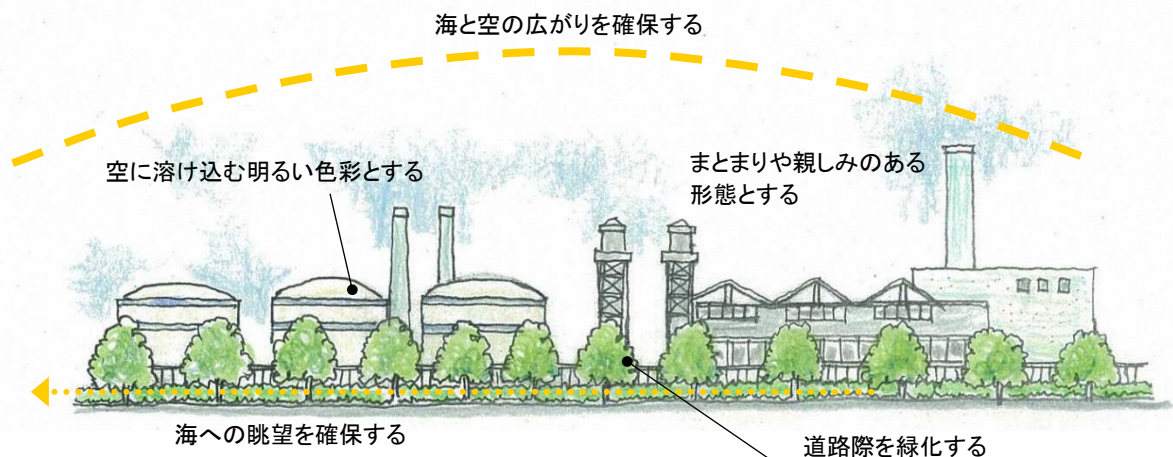 海と空の広がりを確保する
空に溶け込む明るい色彩とする
まとまりや親しみのある
形態とする
海への眺望を確保する
道路際を緑化する